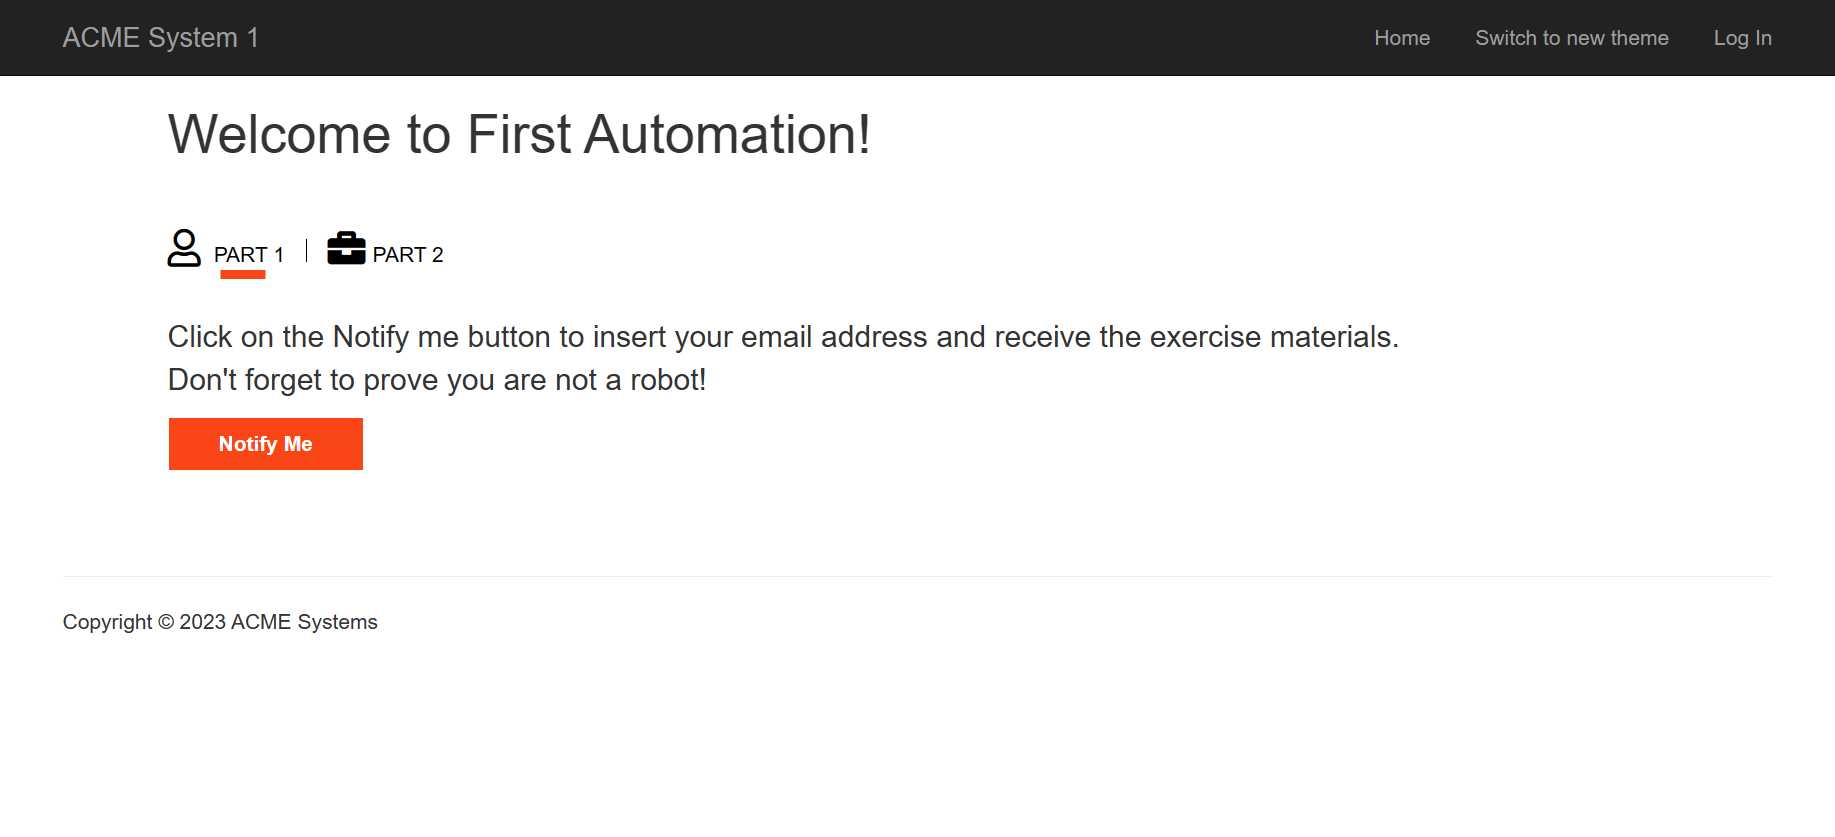 ACME System 1
Home
Switch to new theme
Log In
Welcome to First Automation!
PART 1
PART 2
Click on the Notify me button to insert your email address and receive the exercise materials.
Don't forget to prove you are not a robot!
Notify Me
Copyright © 2023 ACME Systems